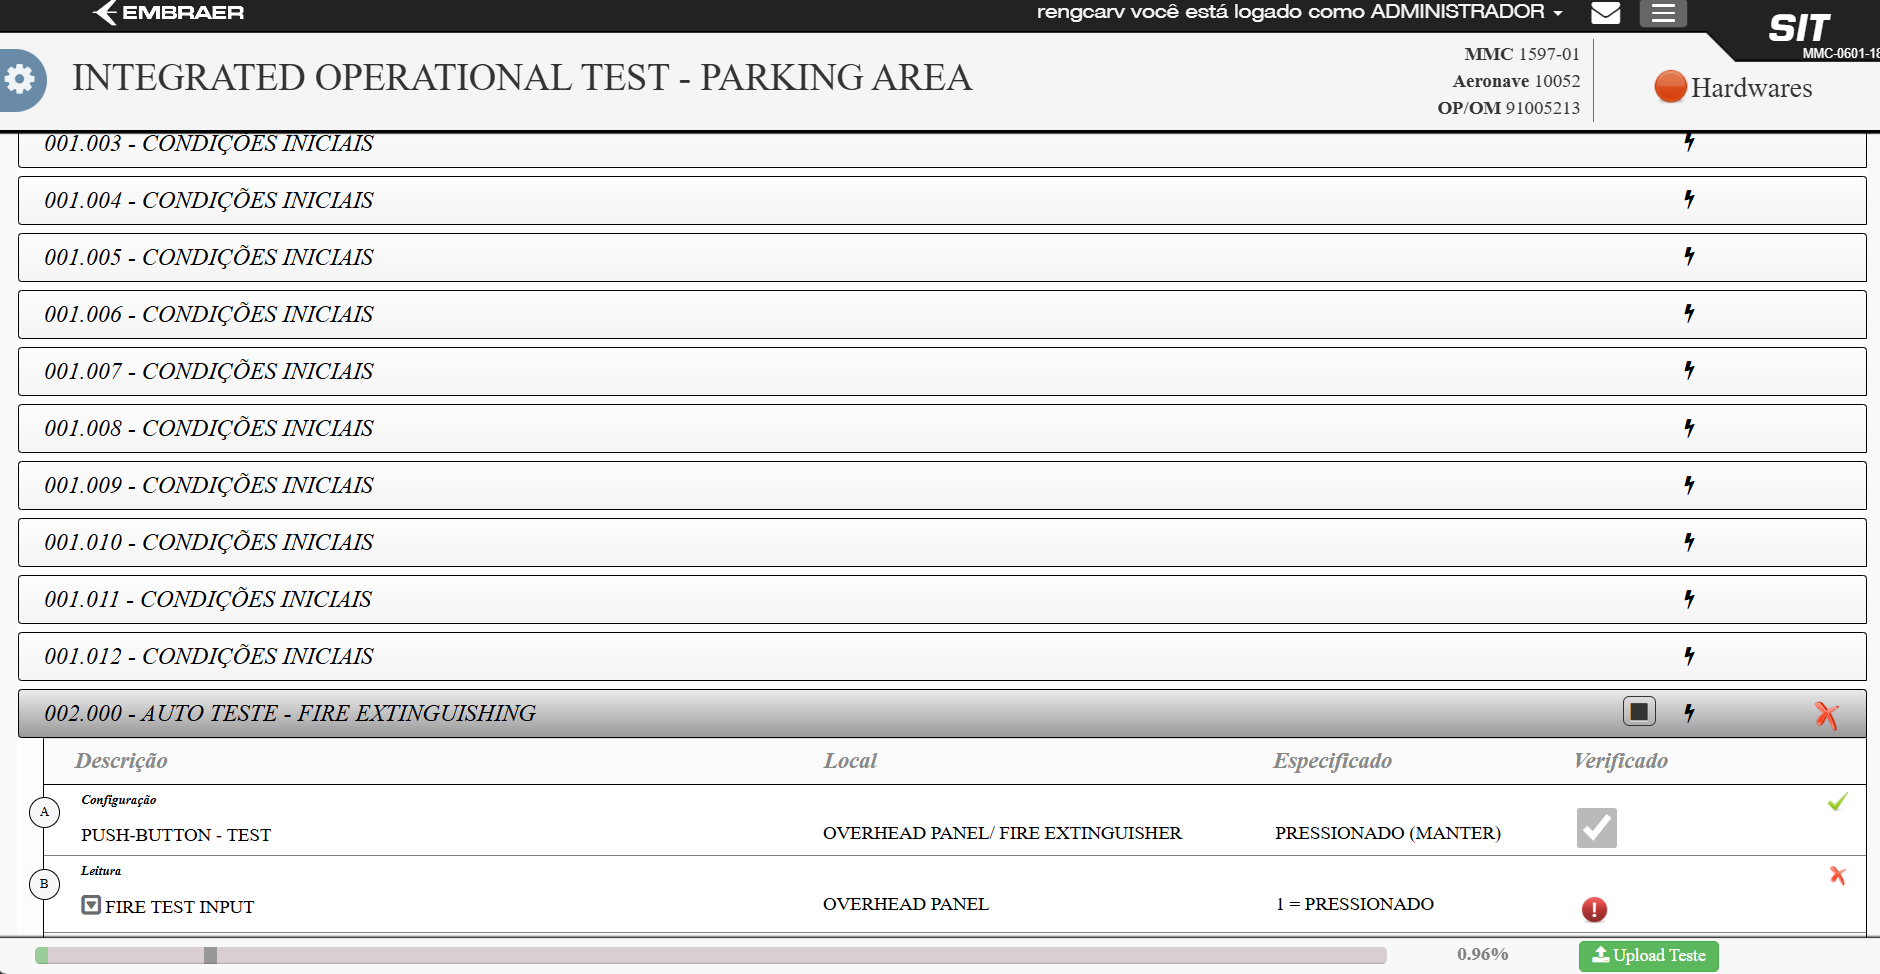 EMBRAER
rengcarv você está logado como ADMINISTRADOR
SIT
MMC-0601-18
INTEGRATED OPERATIONAL TEST - PARKING AREA
MMC 1597-01
Aeronave 10052
OP/OM 91005213
Hardwares
001.003 - CONDIÇÕES INICIAIS
001.004 - CONDIÇÕES INICIAIS
001.005 - CONDIÇÕES INICIAIS
001.006 - CONDIÇÕES INICIAIS
001.007 - CONDIÇÕES INICIAIS
001.008 - CONDIÇÕES INICIAIS
001.009 - CONDIÇÕES INICIAIS
001.010 - CONDIÇÕES INICIAIS
001.011 - CONDIÇÕES INICIAIS
001.012 - CONDIÇÕES INICIAIS
002.000 - AUTO TESTE - FIRE EXTINGUISHING
Descrição Local Especificado Verificado
A
Configuração
PUSH-BUTTON - TEST OVERHEAD PANEL/ FIRE EXTINGUISHER PRESSIONADO (MANTER)
B
Leitura
FIRE TEST INPUT OVERHEAD PANEL 1 = PRESSIONADO
0.96% Upload Teste